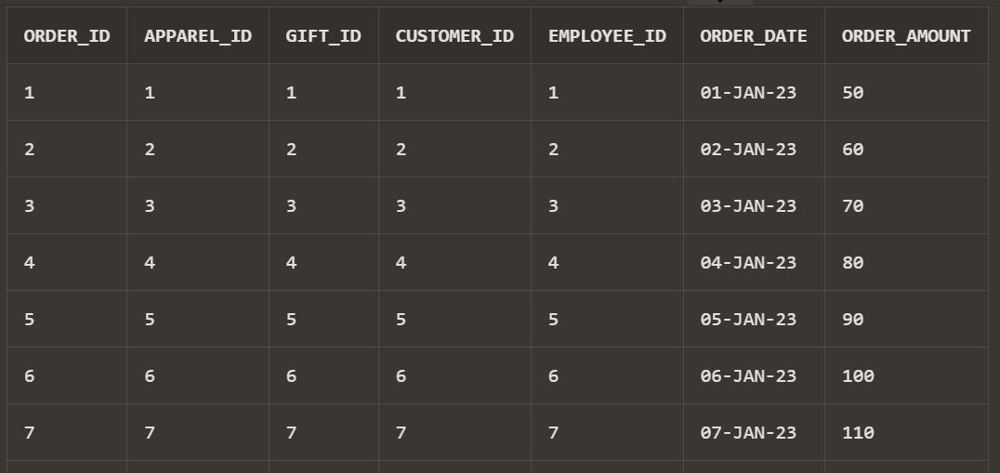 ORDER_ID APPAREL_ID GIFT_ID CUSTOMER_ID EMPLOYEE_ID ORDER_DATE ORDER_AMOUNT
1 1 1 1 1 01-JAN-23 50
2 2 2 2 2 02-JAN-23 60
3 3 3 3 3 03-JAN-23 70
4 4 4 4 4 04-JAN-23 80
5 5 5 5 5 05-JAN-23 90
6 6 6 6 6 06-JAN-23 100
7 7 7 7 7 07-JAN-23 110